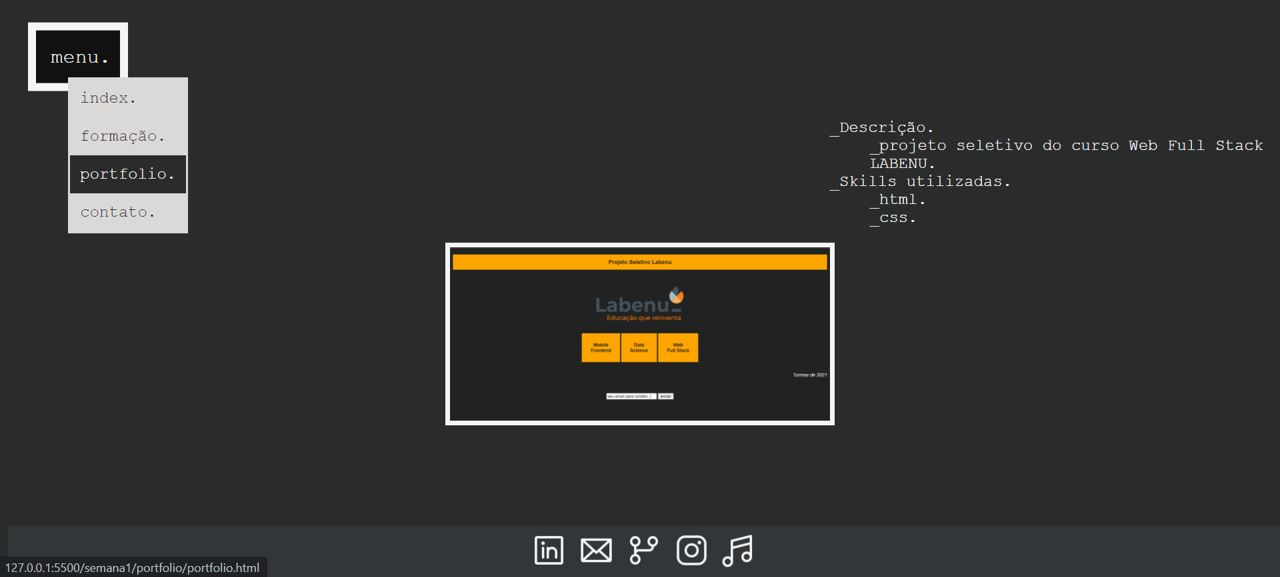 menu.
index.
formação.
portfolio.
contato.
_Descrição.
_projeto seletivo do curso Web Full Stack
LABENU.
_Skills utilizadas.
_html.
_css.
Projeto Seletivo Labenu
Labenu_
Educação que reinventa
Mobile
Frontend
Data
Science
Web
Full Stack
Turmas de 2021
seu email para contato
enviar
in
127.0.0.1:5500/semana1/portfolio/portfolio.html